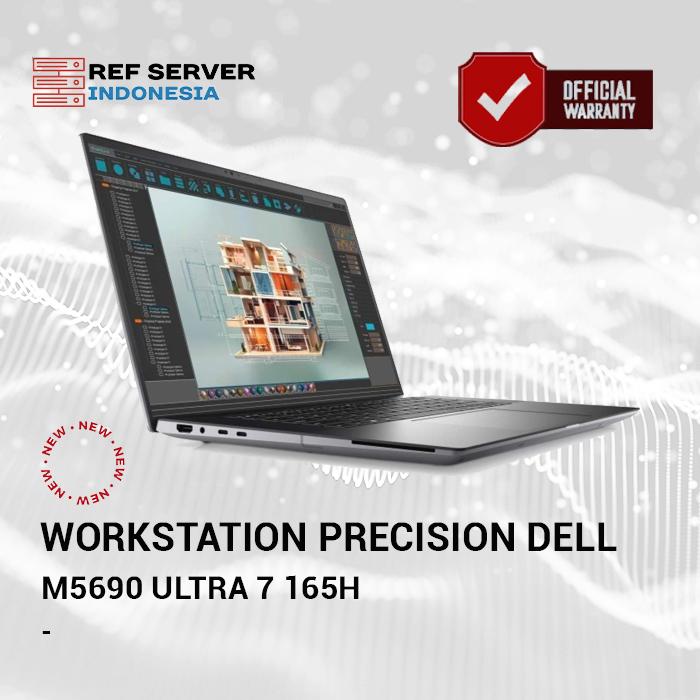 REF SERVER
INDONESIA
OFFICIAL
WARRANTY
NEW • NEW • NEW • NEW • NEW •
WORKSTATION PRECISION DELL
M5690 ULTRA 7 165H
-